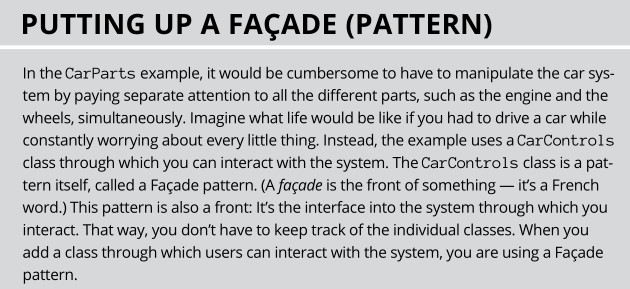 PUTTING UP A FAÇADE (PATTERN)
In the CarParts example, it would be cumbersome to have to manipulate the car sys-
tem by paying separate attention to all the different parts, such as the engine and the
wheels, simultaneously. Imagine what life would be like if you had to drive a car while
constantly worrying about every little thing. Instead, the example uses a CarControls
class through which you can interact with the system. The CarControls class is a pat-
tern itself, called a Façade pattern. (A façade is the front of something — it’s a French
word.) This pattern is also a front: It’s the interface into the system through which you
interact. That way, you don’t have to keep track of the individual classes. When you
add a class through which users can interact with the system, you are using a Façade
pattern.